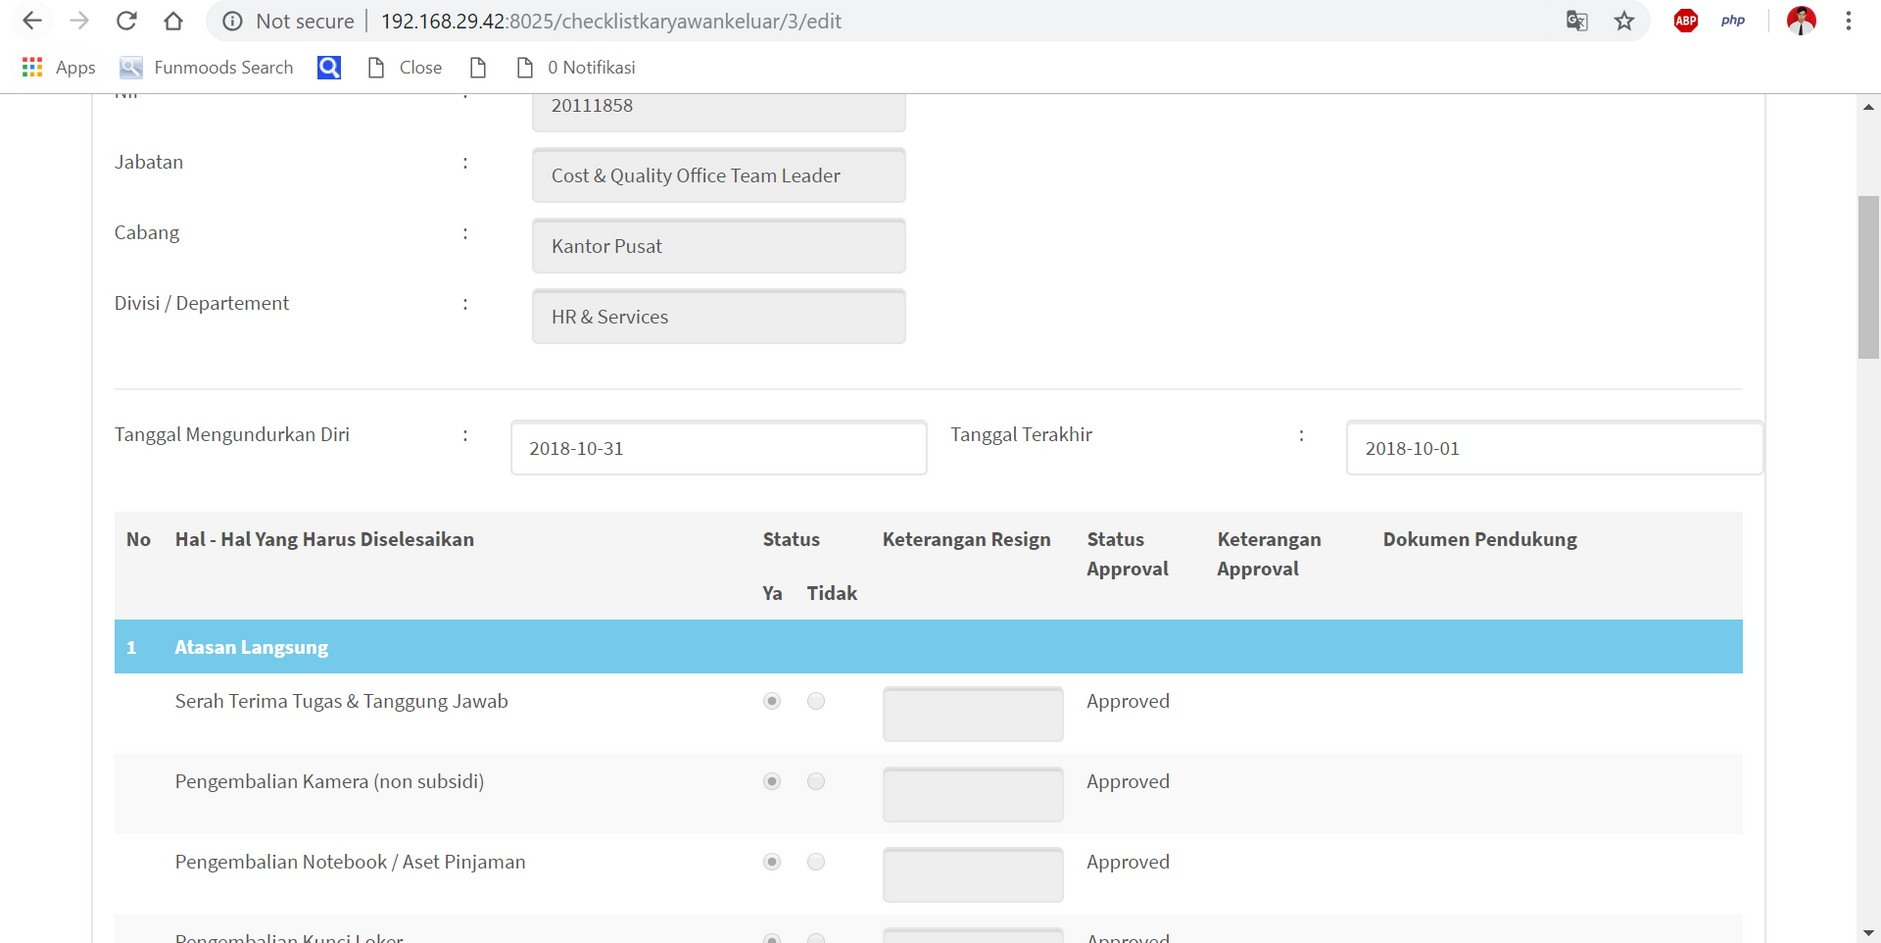 Not secure | 192.168.29.42:8025/checklistkaryawankeluar/3/edit
ABP
php
Apps Funmoods Search Close 0 Notifikasi
: 20111858
Jabatan : Cost & Quality Office Team Leader
Cabang : Kantor Pusat
Divisi / Departement : HR & Services
Tanggal Mengundurkan Diri : 2018-10-31 Tanggal Terakhir : 2018-10-01
No Hal - Hal Yang Harus Diselesaikan Status Keterangan Resign Status Approval Keterangan Approval Dokumen Pendukung
Ya Tidak
1 Atasan Langsung
Serah Terima Tugas & Tanggung Jawab Approved
Pengembalian Kamera (non subsidi) Approved
Pengembalian Notebook / Aset Pinjaman Approved
Pengembalian Kunci Loker Approved